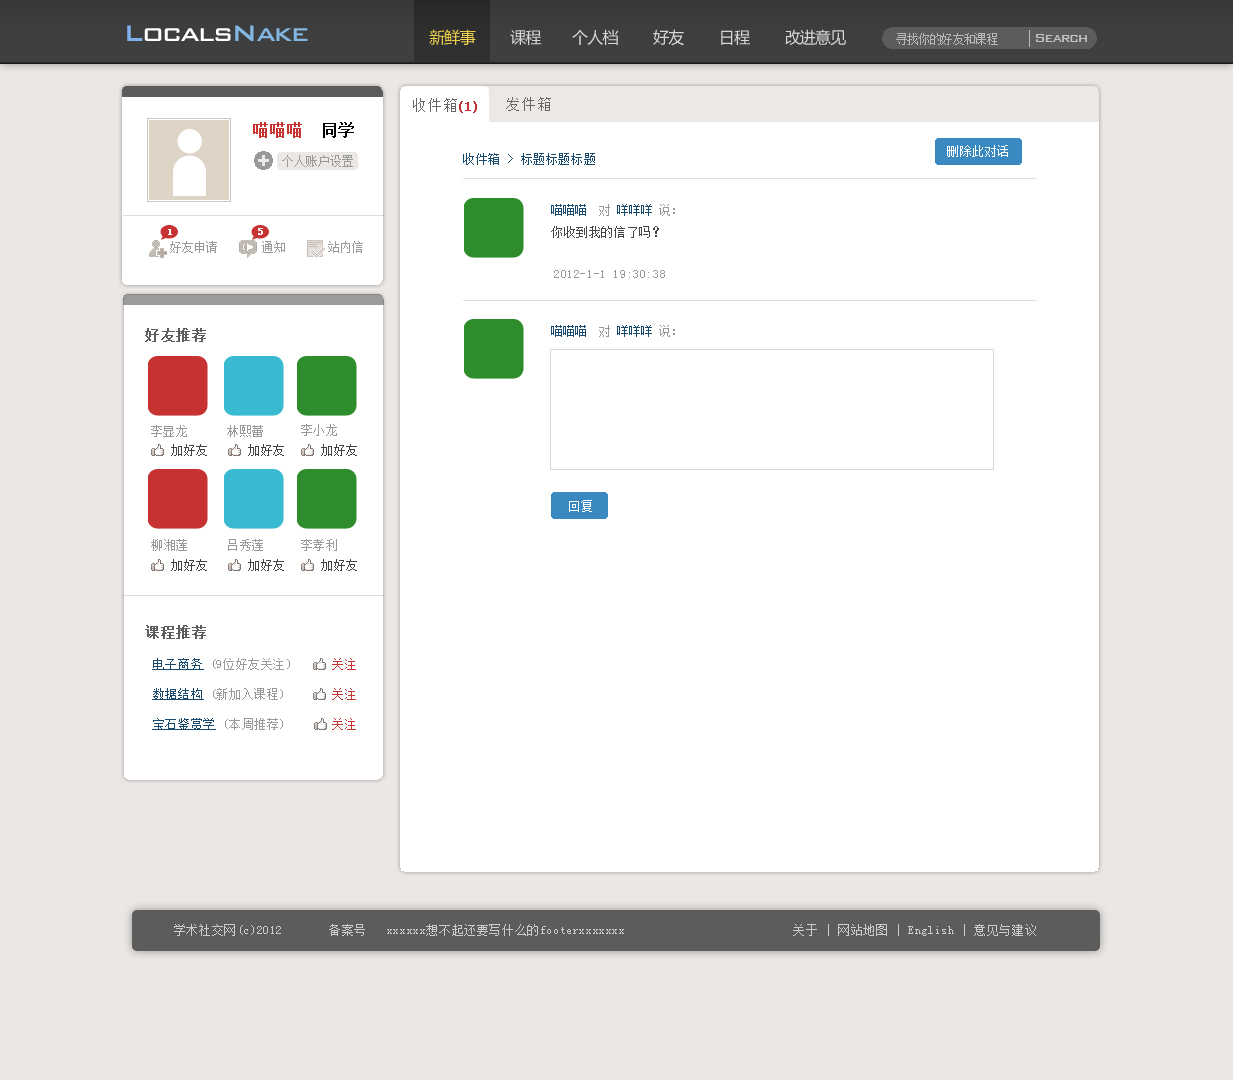 LOCALSNAKE 新鲜事 课程 个人档 好友 日程 改进意见 寻找你的好友和课程 SEARCH
喵喵喵 同学
个人账户设置
1 好友申请 5 通知 站内信
好友推荐
李显龙 林熙蕾 李小龙
加好友 加好友 加好友
柳湘莲 吕秀莲 李孝利
加好友 加好友 加好友
课程推荐
电子商务 (9位好友关注) 关注
数据结构 (新加入课程) 关注
宝石鉴赏学 (本周推荐) 关注
收件箱(1) 发件箱
收件箱 > 标题标题标题 删除此对话
喵喵喵 对 咩咩咩 说:
你收到我的信了吗?
2012-1-1 19:30:38
喵喵喵 对 咩咩咩 说:
回复
学术社交网(c)2012 备案号 xxxxxx想不起还要写什么的footerxxxxxxx 关于 | 网站地图 | English | 意见与建议